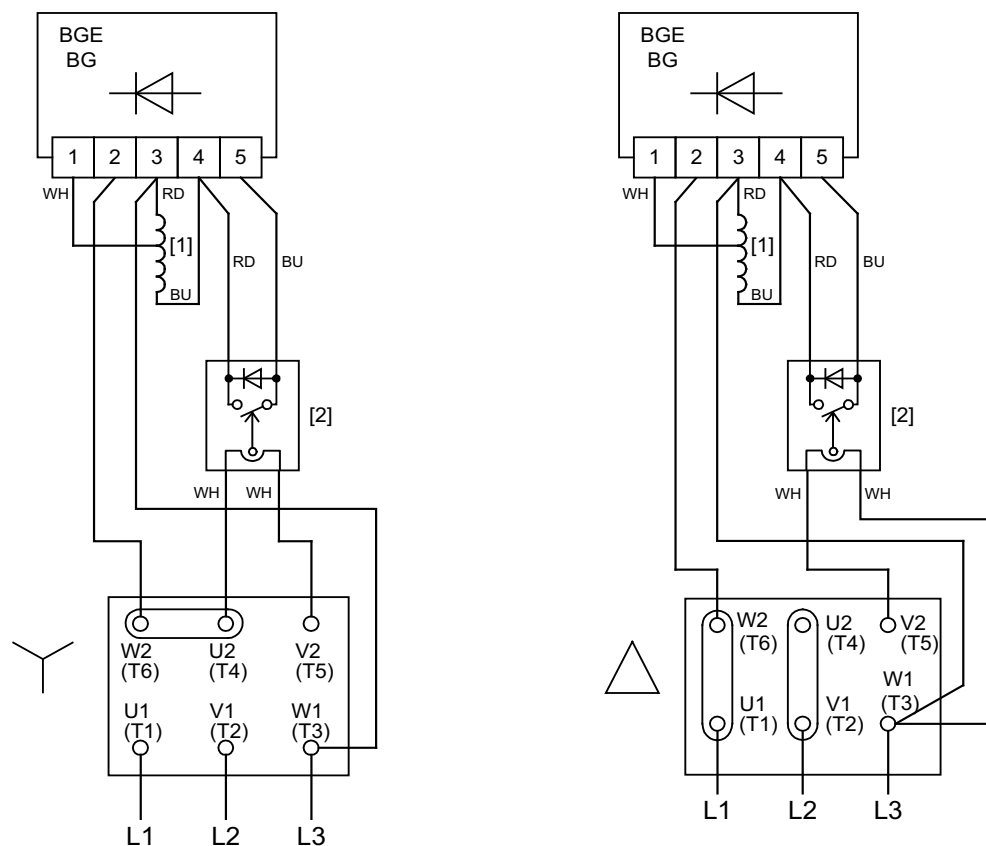 BGE
BG
1 2 3 4 5
WH
RD
[1]
BU
RD
BU
[2]
WH WH
W2
(T6)
U2
(T4)
V2
(T5)
U1
(T1)
V1
(T2)
W1
(T3)
L1 L2 L3
BGE
BG
1 2 3 4 5
WH
RD
[1]
BU
RD
BU
[2]
WH WH
W2
(T6)
U2
(T4)
V2
(T5)
U1
(T1)
V1
(T2)
W1
(T3)
L1 L2 L3